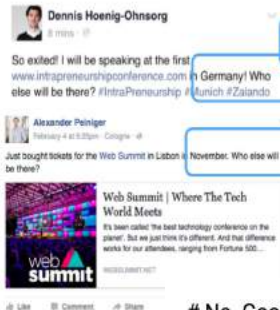 Dennis Hoenig-Ohnsorg
8 mins
So exited! I will be speaking at the first
www.intrapreneurshipconference.com in Germany! Who
else will be there? #IntraPreneurship #Munich #Zalando
Alexander Peiniger
February 4 at 6:25pm · Cologne
Just bought tickets for the Web Summit in Lisbon in November. Who else will
be there?
web
summit
Web Summit | Where The Tech
World Meets
It's been called 'the best technology conference on the
planet'. But we just think it's different. And that difference
works for our attendees, ranging from Fortune 500...
WEBSUMMIT.NET
Like Comment Share
# No